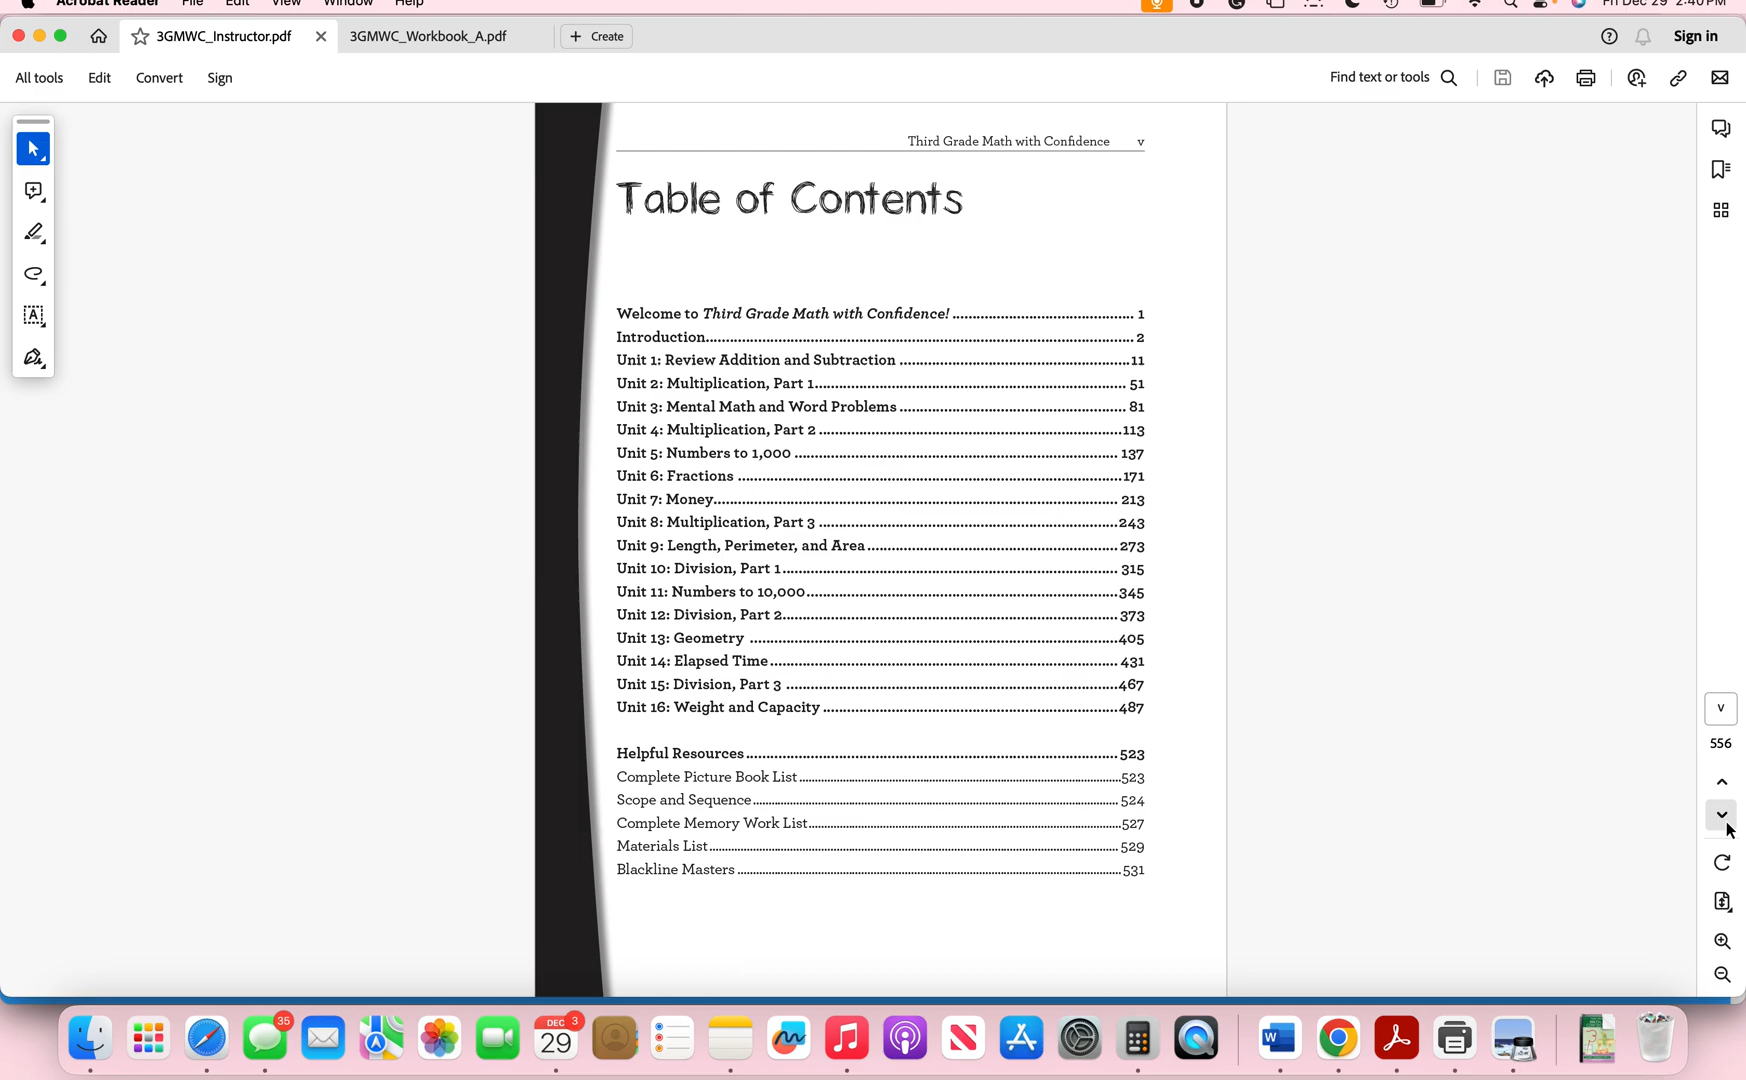 Acrobat Reader File Edit View Window Help Fri Dec 29 2:40 PM
3GMWC_Instructor.pdf 3GMWC_Workbook_A.pdf + Create Sign in
All tools Edit Convert Sign Find text or tools
Third Grade Math with Confidence v
Table of Contents
Welcome to Third Grade Math with Confidence! 1
Introduction 2
Unit 1: Review Addition and Subtraction 11
Unit 2: Multiplication, Part 1 51
Unit 3: Mental Math and Word Problems 81
Unit 4: Multiplication, Part 2 113
Unit 5: Numbers to 1,000 137
Unit 6: Fractions 171
Unit 7: Money 213
Unit 8: Multiplication, Part 3 243
Unit 9: Length, Perimeter, and Area 273
Unit 10: Division, Part 1 315
Unit 11: Numbers to 10,000 345
Unit 12: Division, Part 2 373
Unit 13: Geometry 405
Unit 14: Elapsed Time 431
Unit 15: Division, Part 3 467
Unit 16: Weight and Capacity 487
Helpful Resources 523
Complete Picture Book List 523
Scope and Sequence 524
Complete Memory Work List 527
Materials List 529
Blackline Masters 531
v
556
35
DEC 3
29